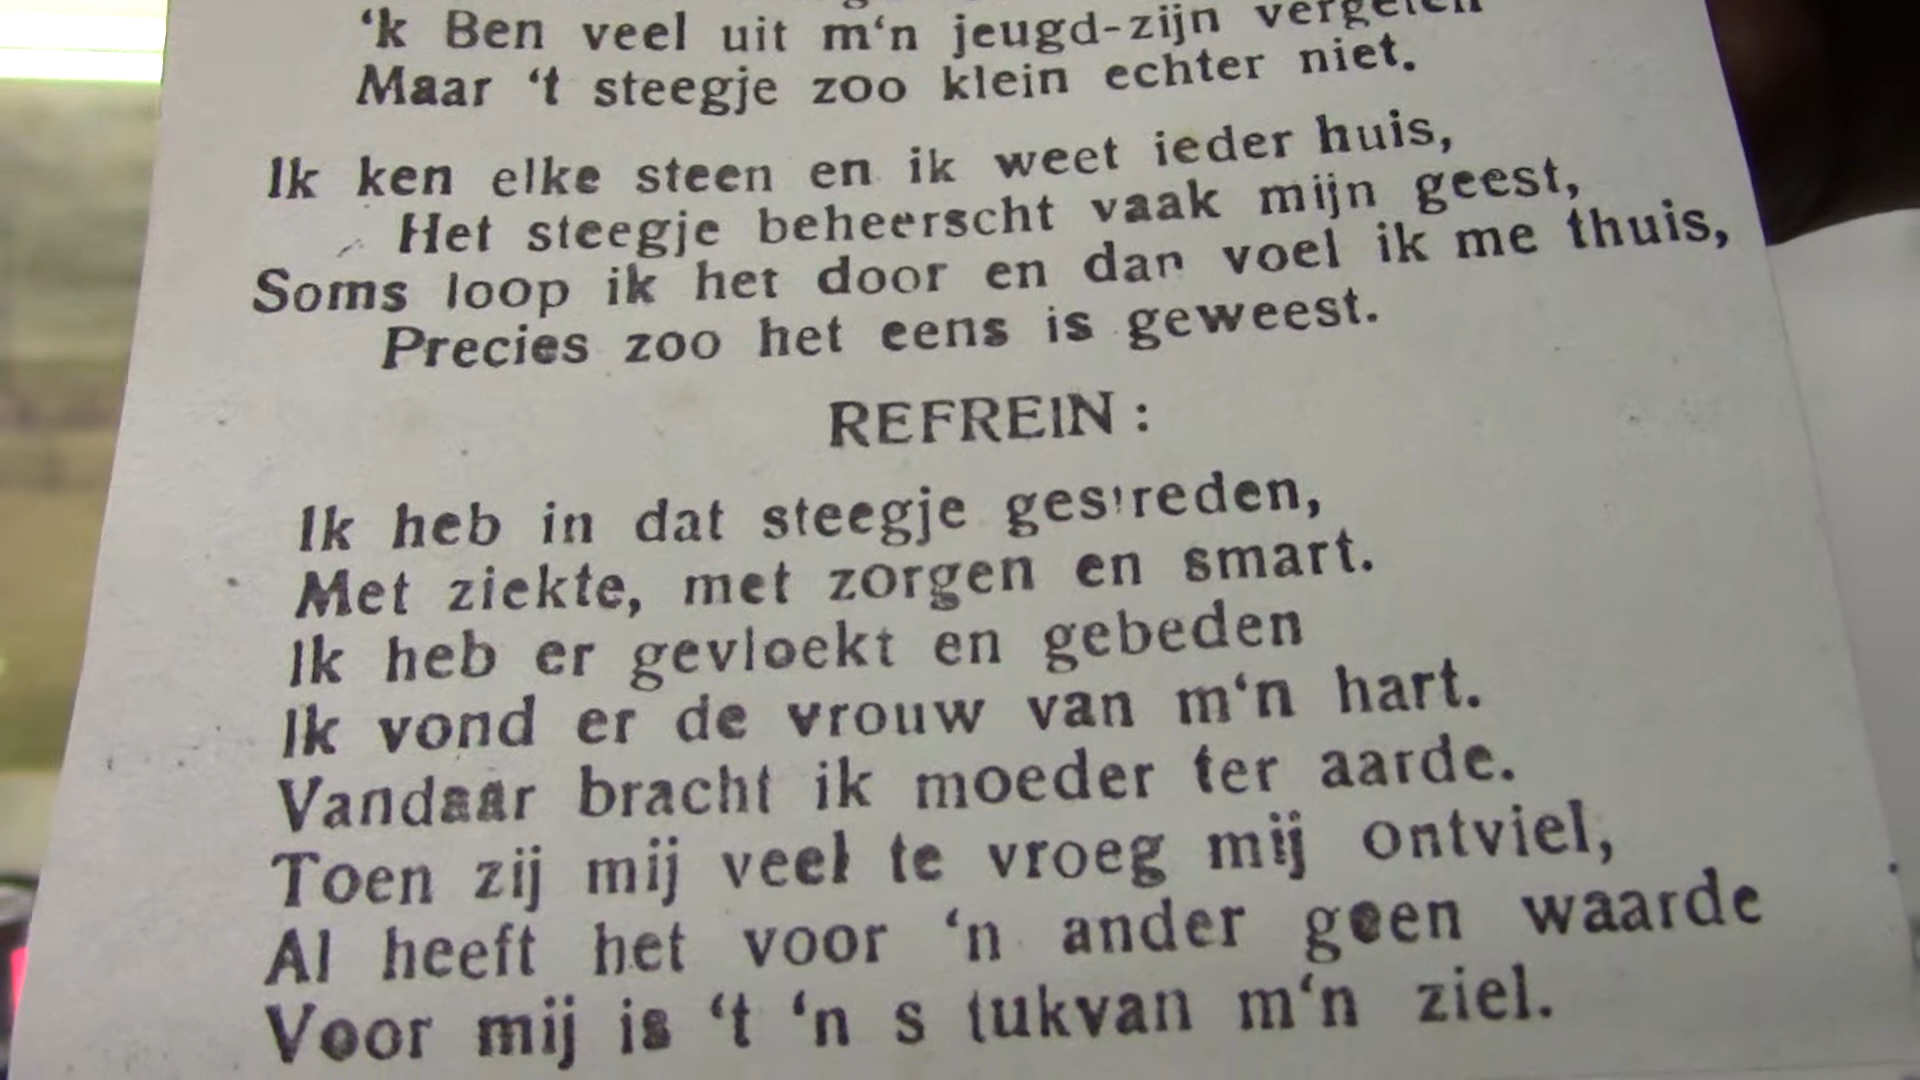 ‘k Ben veel uit m‘n jeugd-zijn vergeten
Maar ‘t steegje zoo klein echter niet.
Ik ken elke steen en ik weet ieder huis,
Het steegje beheerscht vaak mijn geest,
Soms loop ik het door en dan voel ik me thuis,
Precies zoo het eens is geweest.
REFREIN :
Ik heb in dat steegje gestreden,
Met ziekte, met zorgen en smart.
Ik heb er gevloekt en gebeden
Ik vond er de vrouw van m‘n hart.
Vandaar bracht ik moeder ter aarde.
Toen zij mij veel te vroeg mij ontviel,
Al heeft het voor ‘n ander geen waarde
Voor mij is ‘t ‘n s tukvan m‘n ziel.